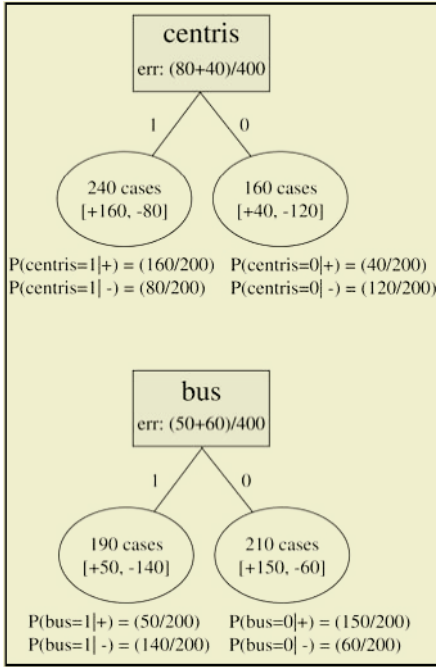 centris
err: (80+40)/400
1 0
240 cases 160 cases
[+160, -80] [+40, -120]
P(centris=1|+) = (160/200) P(centris=0|+) = (40/200)
P(centris=1| -) = (80/200) P(centris=0| -) = (120/200)
bus
err: (50+60)/400
1 0
190 cases 210 cases
[+50, -140] [+150, -60]
P(bus=1|+) = (50/200) P(bus=0|+) = (150/200)
P(bus=1| -) = (140/200) P(bus=0| -) = (60/200)